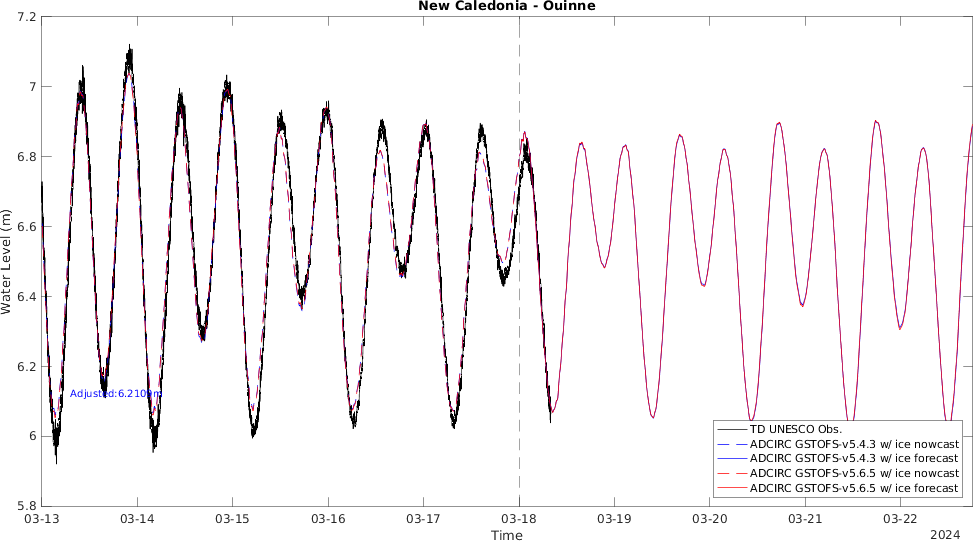 New Caledonia - Ouinne
7.2
7
6.8
6.6
6.4
6.2
6
5.8
Water Level (m)
Adjusted:6.2109m
TD UNESCO Obs.
ADCIRC GSTOFS-v5.4.3 w/ ice nowcast
ADCIRC GSTOFS-v5.4.3 w/ ice forecast
ADCIRC GSTOFS-v5.6.5 w/ ice nowcast
ADCIRC GSTOFS-v5.6.5 w/ ice forecast
03-13 03-14 03-15 03-16 03-17 03-18 03-19 03-20 03-21 03-22
Time
2024